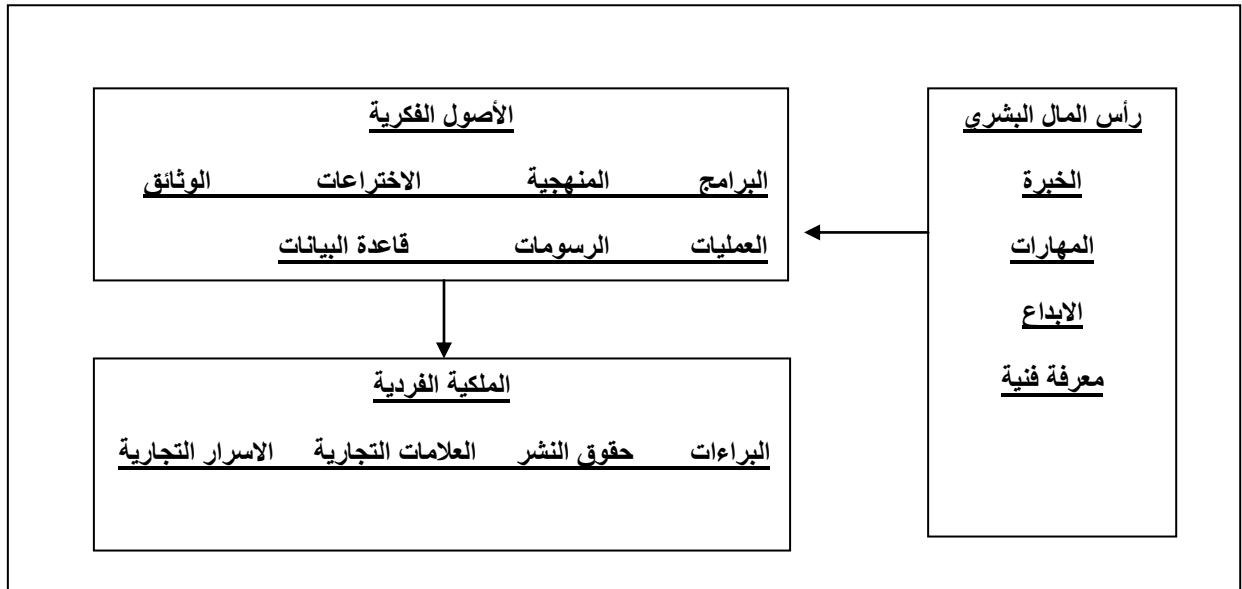 رأس المال البشري
الخبرة
المهارات
الابداع
معرفة فنية
الأصول الفكرية
البرامج المنهجية الاختراعات الوثائق
العمليات الرسومات قاعدة البيانات
الملكية الفردية
البراءات حقوق النشر العلامات التجارية الاسرار التجارية